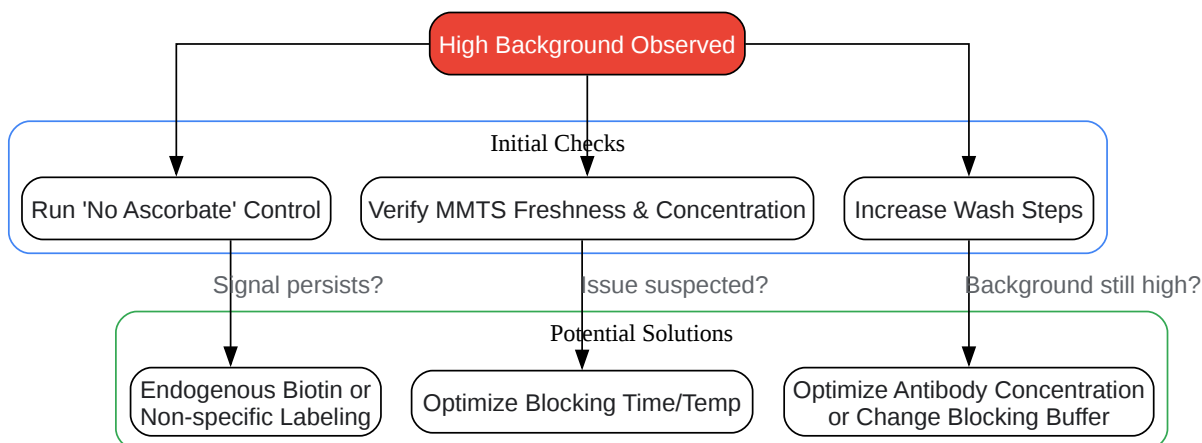 High Background Observed
Initial Checks
Run 'No Ascorbate' Control
Verify MMTS Freshness & Concentration
Increase Wash Steps
Signal persists?
Issue suspected?
Background still high?
Potential Solutions
Endogenous Biotin or
Non-specific Labeling
Optimize Blocking Time/Temp
Optimize Antibody Concentration
or Change Blocking Buffer